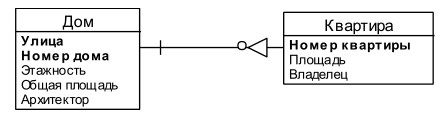 Дом
Улица
Номер дома
Этажность
Общая площадь
Архитектор
Квартира
Номер квартиры
Площадь
Владелец